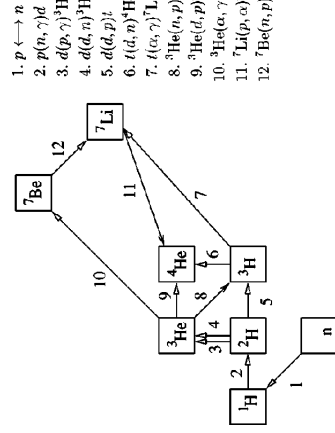 1. p ⟷ n
2. p(n,γ)d
3. d(p,γ)³H
4. d(d,n)³H
5. d(d,p)t
6. t(d,n)⁴H
7. t(α,γ)⁷L
8. ³He(n,p)
9. ³He(d,p)
10. ³He(α,γ
11. ⁷Li(p,α)
12. ⁷Be(n,p)
⁷Be
12
⁷Li
10
11
7
³He
9
⁴He
8
6
3
4
³H
¹H
2
²H
5
1
n